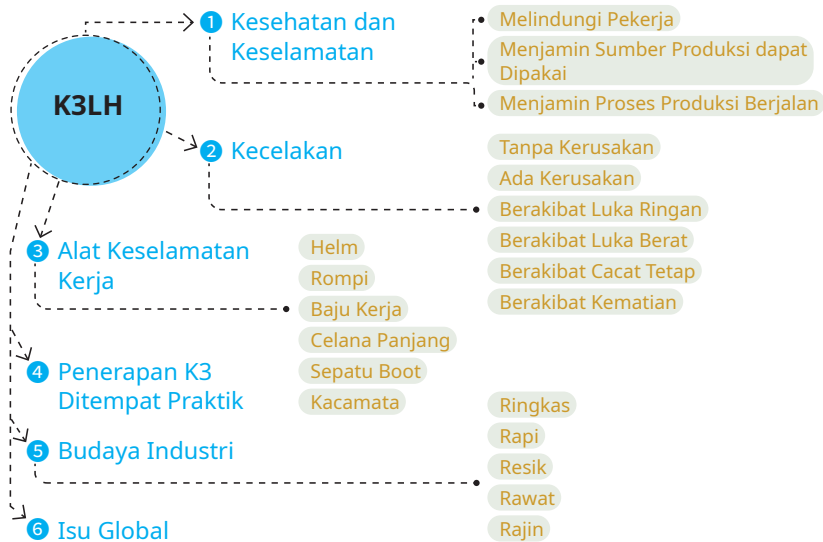 K3LH
1 Kesehatan dan
Keselamatan
Melindungi Pekerja
Menjamin Sumber Produksi dapat
Dipakai
Menjamin Proses Produksi Berjalan
2 Kecelakan
Tanpa Kerusakan
Ada Kerusakan
Berakibat Luka Ringan
Berakibat Luka Berat
Berakibat Cacat Tetap
Berakibat Kematian
3 Alat Keselamatan
Kerja
Helm
Rompi
Baju Kerja
Celana Panjang
Sepatu Boot
Kacamata
4 Penerapan K3
Ditempat Praktik
5 Budaya Industri
Ringkas
Rapi
Resik
Rawat
Rajin
6 Isu Global